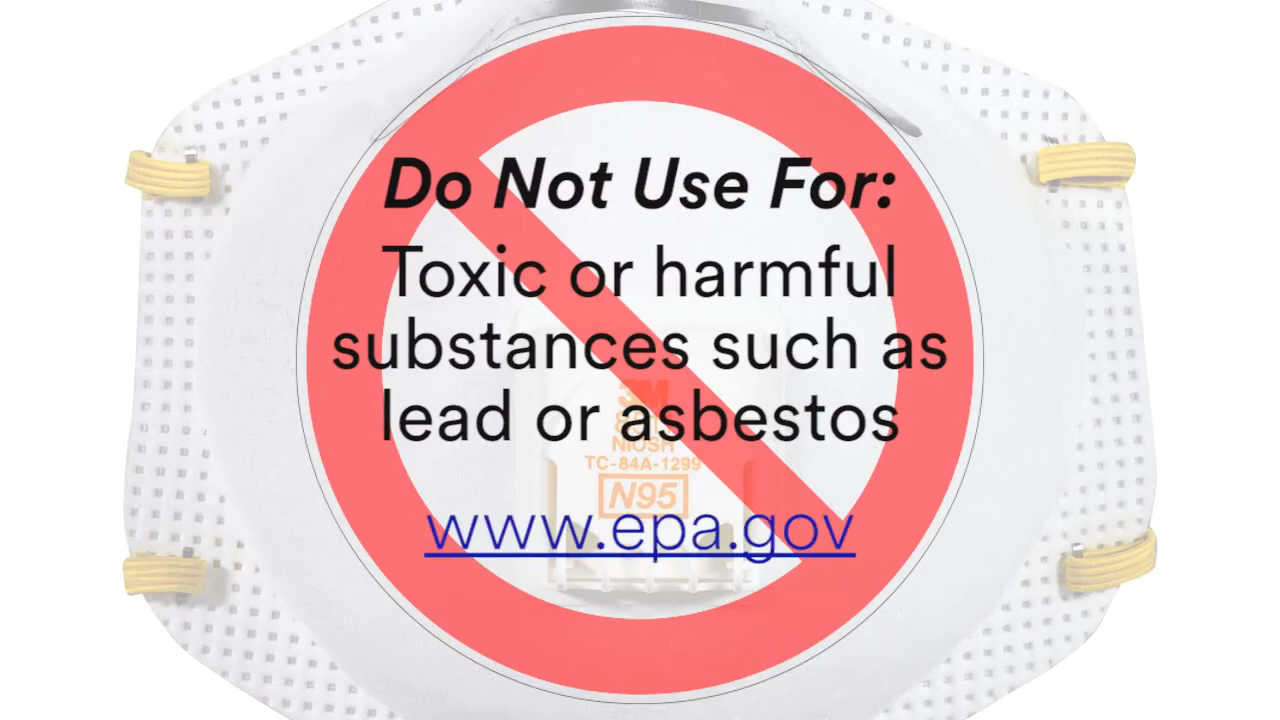 Do Not Use For:
Toxic or harmful
substances such as
lead or asbestos
3M
NIOSH
TC-84A-1299
N95
www.epa.gov